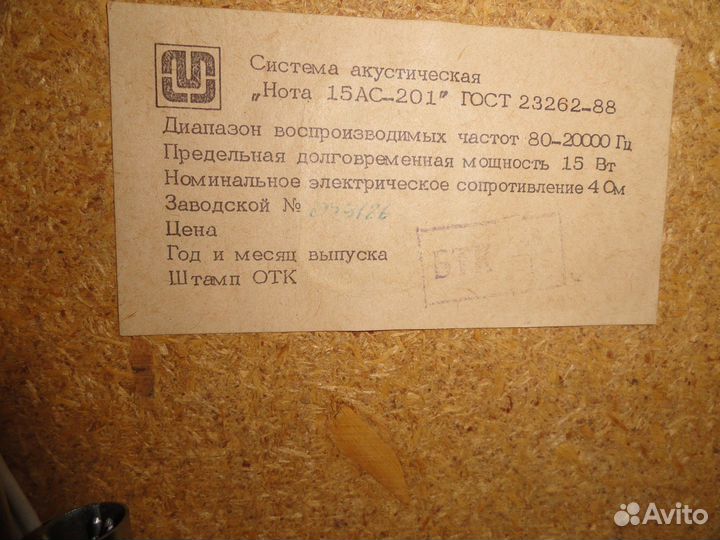 Система акустическая
„Нота 15АС-201" ГОСТ 23262-88
Диапазон воспроизводимых частот 80-20000 Гц
Предельная долговременная мощность 15 Вт
Номинальное электрическое сопротивление 4 Ом
Заводской №
Цена
Год и месяц выпуска
Штамп ОТК
БТК
Avito